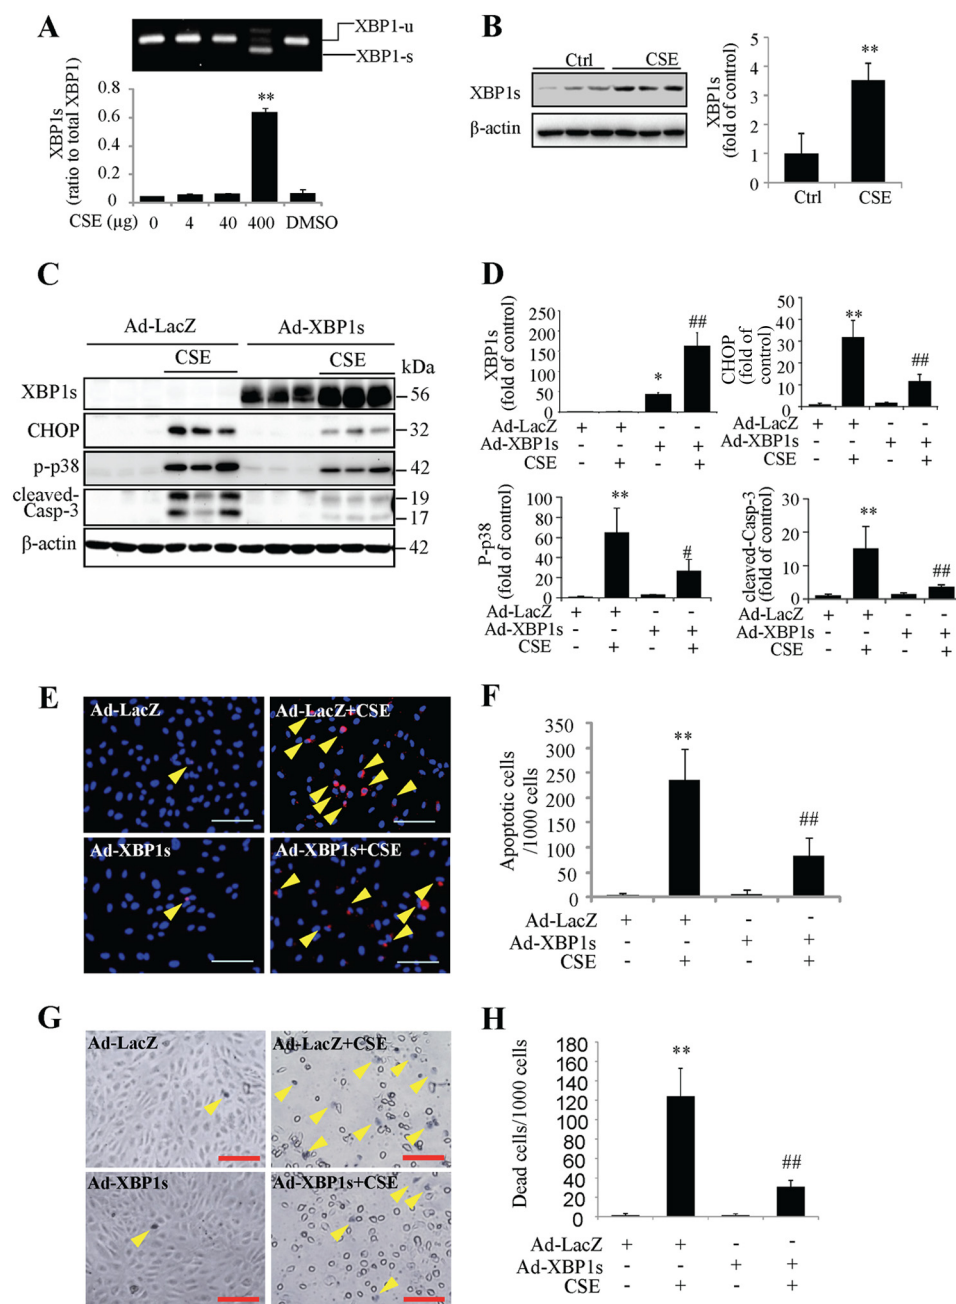 A
XBP1-u
XBP1-s
XBP1s
(ratio to total XBP1)
0.8
0.6
0.4
0.2
0
**
CSE (µg) 0 4 40 400 DMSO
B
Ctrl CSE
XBP1s
β-actin
XBP1s
(fold of control)
5
4
3
2
1
0
**
Ctrl CSE
C
Ad-LacZ Ad-XBP1s
CSE CSE kDa
XBP1s 56
CHOP 32
p-p38 42
cleaved-
Casp-3
19
17
β-actin 42
D
XBP1s
(fold of control)
250
200
150
100
50
0
* ##
Ad-LacZ + + - -
Ad-XBP1s - - + +
CSE - + - +
CHOP
(fold of
control)
50
40
30
20
10
0
** ##
Ad-LacZ + + - -
Ad-XBP1s - - + +
CSE - + - +
P-p38
(fold of control)
100
80
60
40
20
0
** #
Ad-LacZ + + - -
Ad-XBP1s - - + +
CSE - + - +
cleaved-Casp-3
(fold of control)
30
20
10
0
** ##
Ad-LacZ + + - -
Ad-XBP1s - - + +
CSE - + - +
E
Ad-LacZ
Ad-LacZ+CSE
Ad-XBP1s
Ad-XBP1s+CSE
F
Apoptotic cells
/1000 cells
350
300
250
200
150
100
50
0
** ##
Ad-LacZ + + - -
Ad-XBP1s - - + +
CSE - + - +
G
Ad-LacZ
Ad-LacZ+CSE
Ad-XBP1s
Ad-XBP1s+CSE
H
Dead cells/1000 cells
180
160
140
120
100
80
60
40
20
0
** ##
Ad-LacZ + + - -
Ad-XBP1s - - + +
CSE - + - +